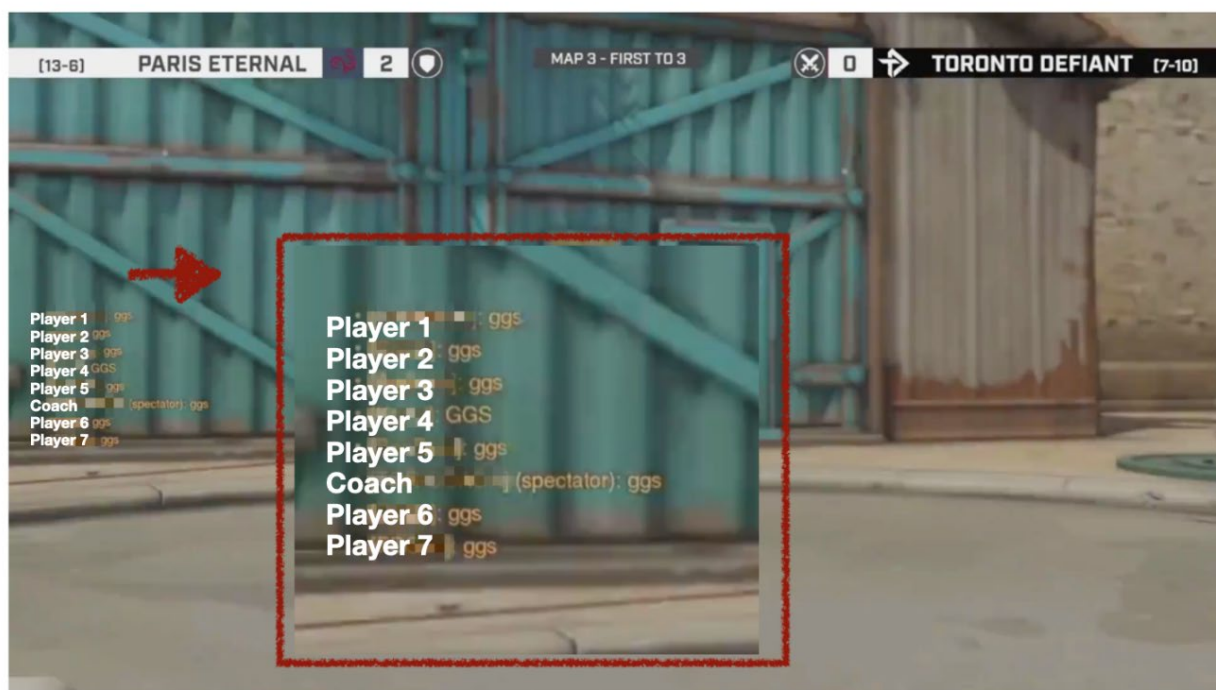 [13-6] PARIS ETERNAL 2 MAP 3 - FIRST TO 3 0 TORONTO DEFIANT [7-10]
Player 1 : ggs
Player 2 ggs
Player 3 ggs
Player 4 GGS
Player 5 ggs
Coach (spectator): ggs
Player 6 ggs
Player 7 ggs
Player 1 : ggs
Player 2 : ggs
Player 3 : ggs
Player 4 : GGS
Player 5 : ggs
Coach (spectator): ggs
Player 6 : ggs
Player 7 ggs